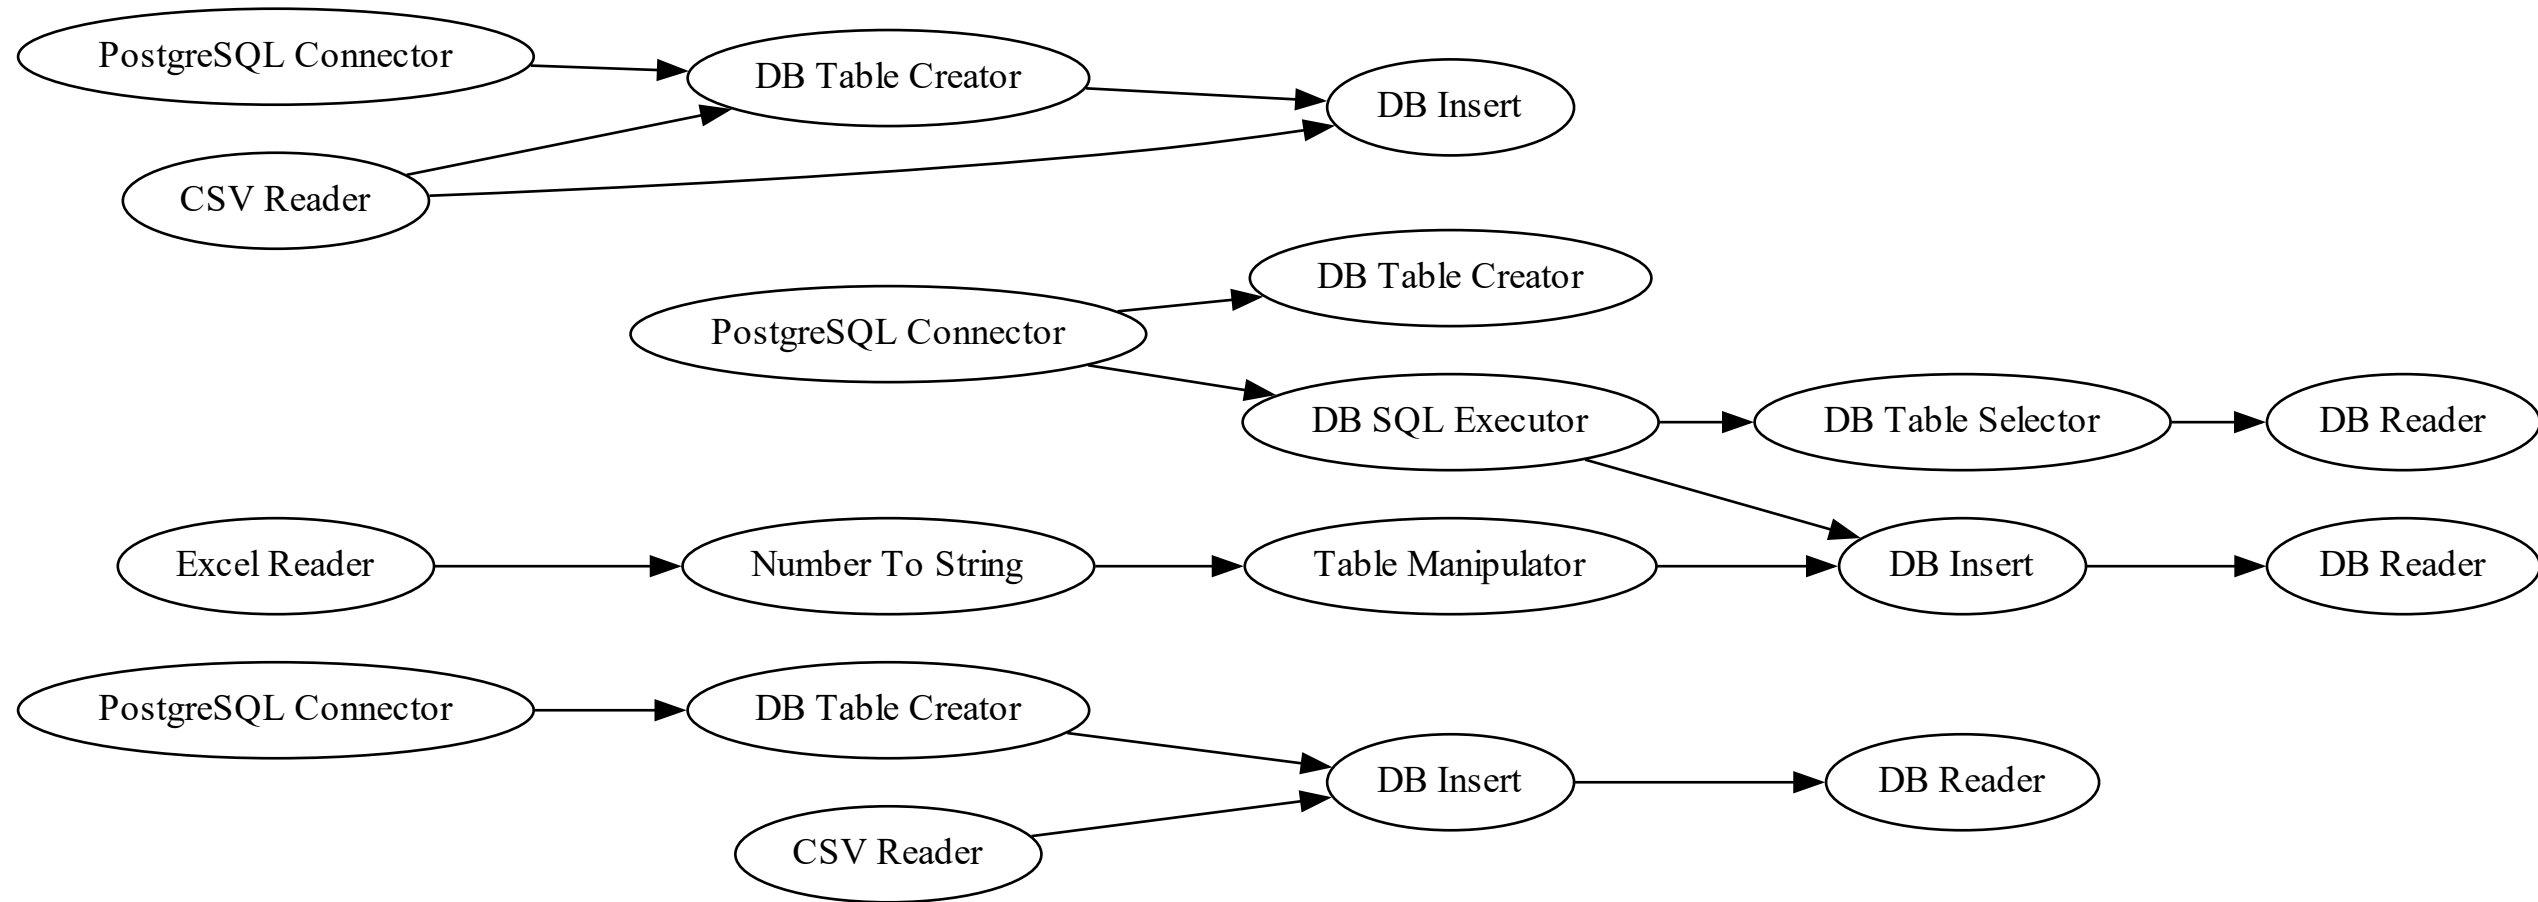 PostgreSQL Connector
DB Table Creator
DB Insert
CSV Reader
DB Table Creator
PostgreSQL Connector
DB SQL Executor
DB Table Selector
DB Reader
Excel Reader
Number To String
Table Manipulator
DB Insert
DB Reader
PostgreSQL Connector
DB Table Creator
DB Insert
DB Reader
CSV Reader